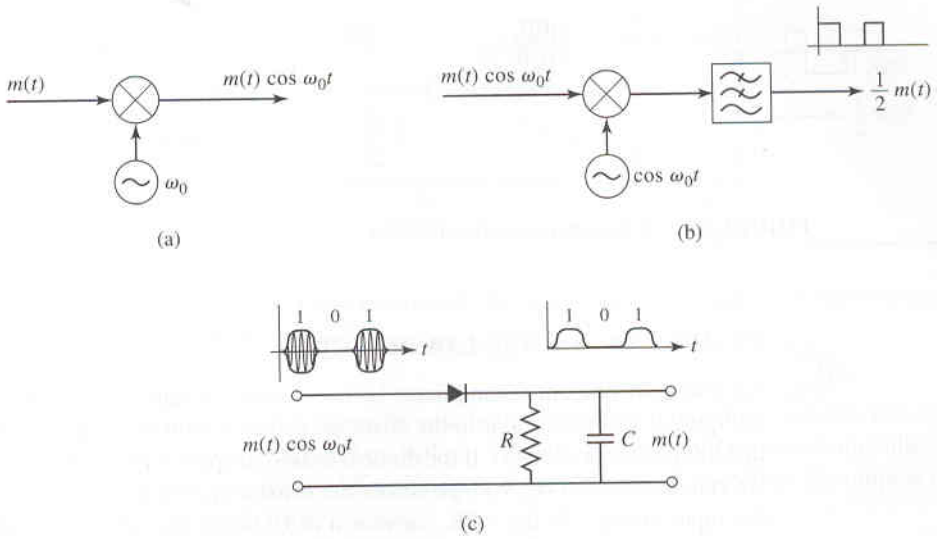 m(t)
m(t) cos ω₀t
ω₀
(a)
m(t) cos ω₀t
1/2 m(t)
cos ω₀t
(b)
1 0 1
t
1 0 1
t
m(t) cos ω₀t
R
C
m(t)
(c)